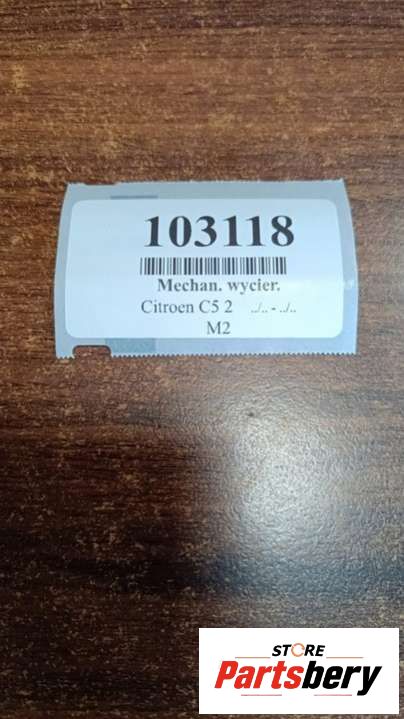 103118
Mechan. wycier.
Citroen C5 2 ../.. - ../..
M2
STORE
Partsbery